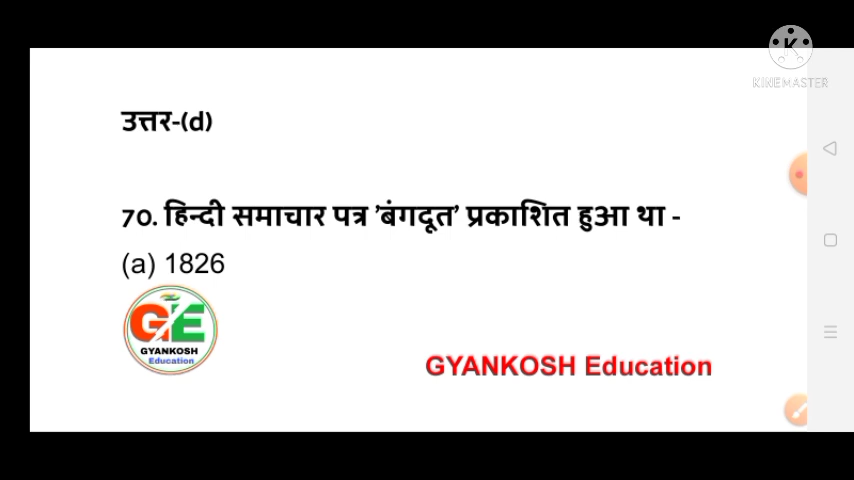 KINEMASTER
उत्तर-(d)
70. हिन्दी समाचार पत्र 'बंगदूत' प्रकाशित हुआ था -
(a) 1826
GE
GYANKOSH
Education
GYANKOSH Education